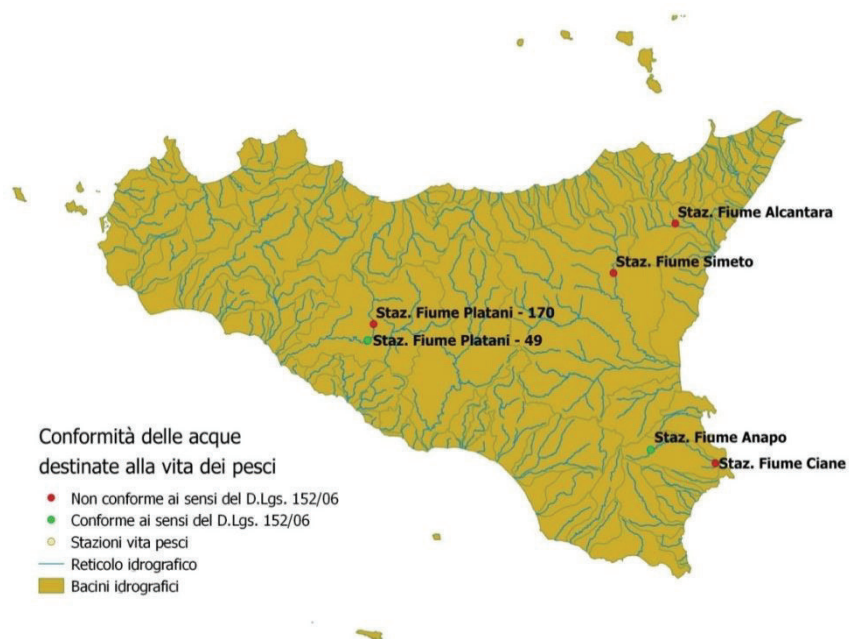 Staz. Fiume Alcantara
Staz. Fiume Simeto
Staz. Fiume Platani - 170
Staz. Fiume Platani - 49
Staz. Fiume Anapo
Staz. Fiume Ciane
Conformità delle acque
destinate alla vita dei pesci
Non conforme ai sensi del D.Lgs. 152/06
Conforme ai sensi del D.Lgs. 152/06
Stazioni vita pesci
Reticolo idrografico
Bacini idrografici